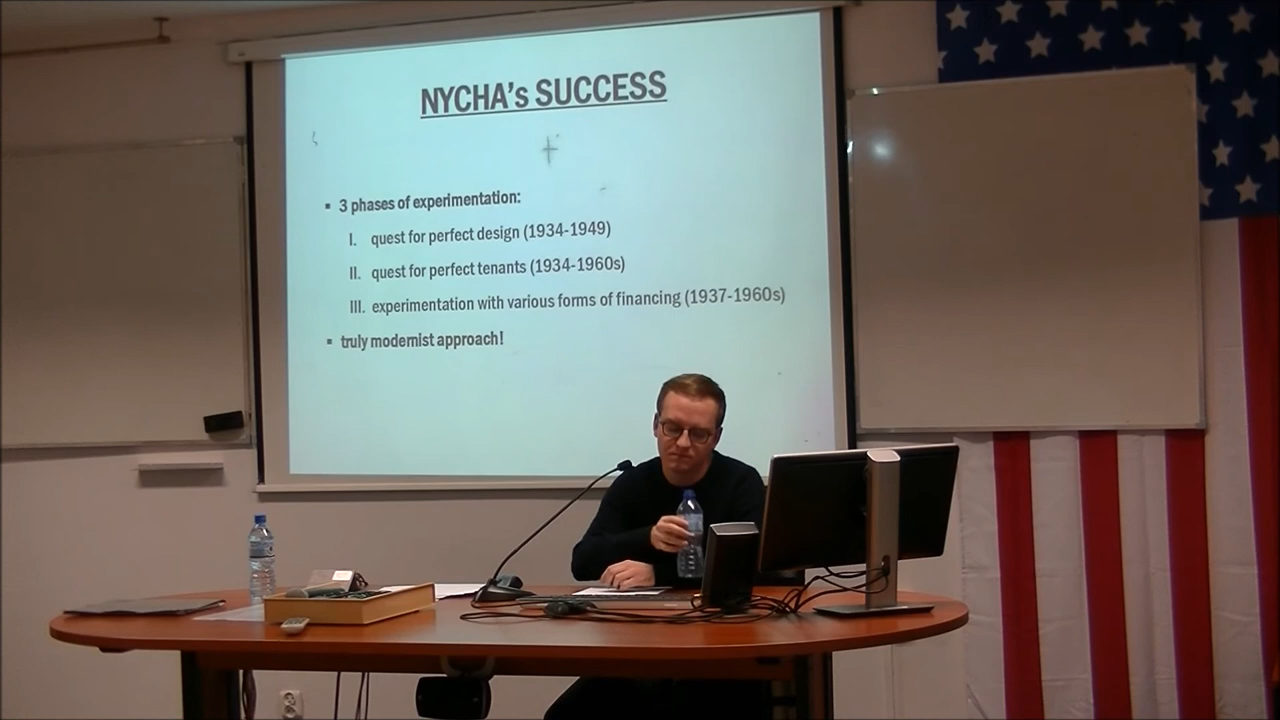 NYCHA's SUCCESS
▪ 3 phases of experimentation:
I. quest for perfect design (1934-1949)
II. quest for perfect tenants (1934-1960s)
III. experimentation with various forms of financing (1937-1960s)
▪ truly modernist approach!